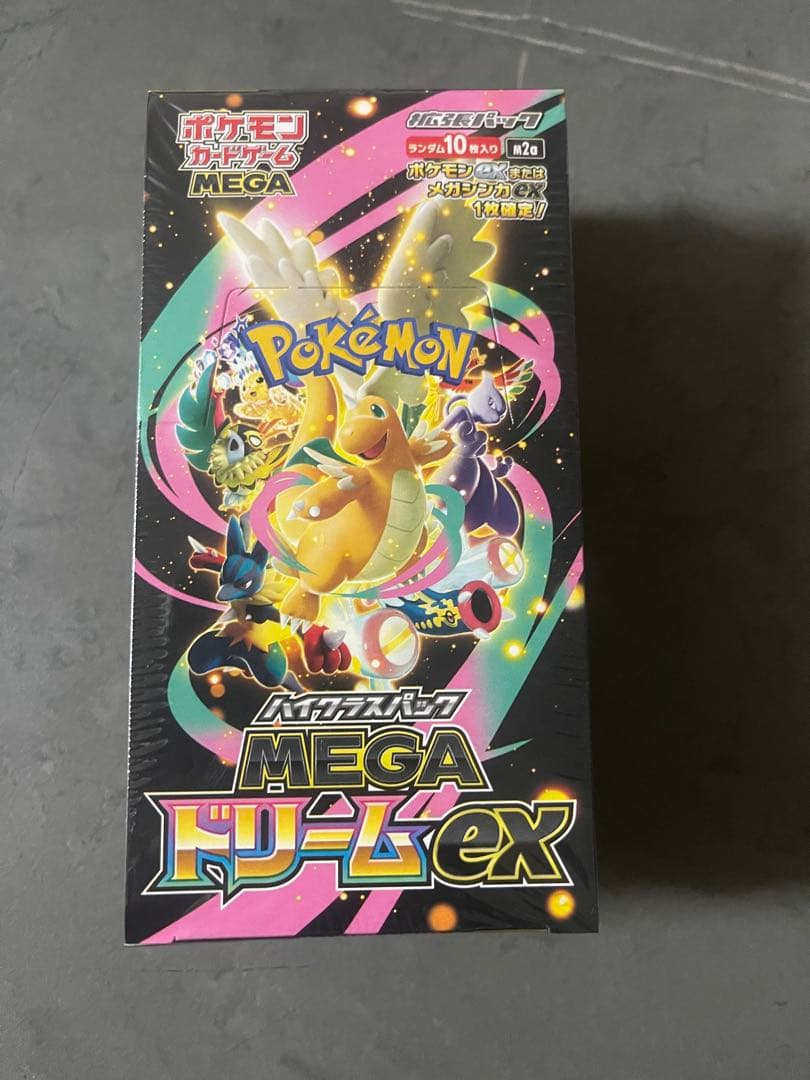 ポケモン
カードゲーム
MEGA
拡張パック
ランダム10枚入り
m2a
ポケモンexまたは
メガシンカex
1枚確定!
POKéMON
TM
ハイクラスパック
MEGA
ドリームex